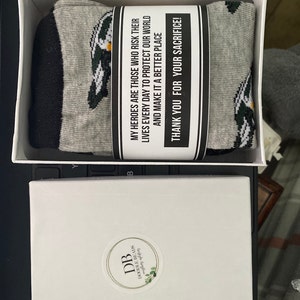 MY HEROES ARE THOSE WHO RISK THEIR
LIVES EVERY DAY TO PROTECT OUR WORLD
AND MAKE IT A BETTER PLACE
THANK YOU FOR YOUR SACRIFICE!
DB